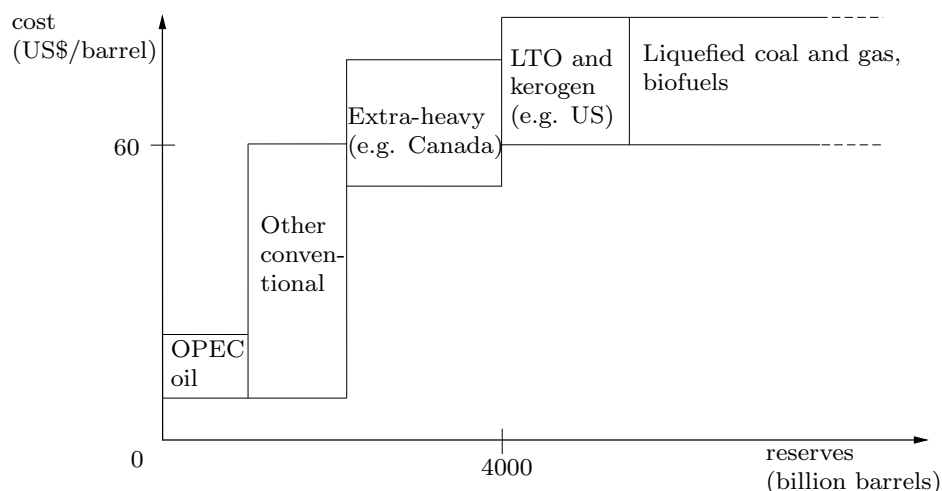 cost
(US$/barrel)
60
OPEC
oil
Other
conven-
tional
Extra-heavy
(e.g. Canada)
LTO and
kerogen
(e.g. US)
Liquefied coal and gas,
biofuels
0
4000
reserves
(billion barrels)